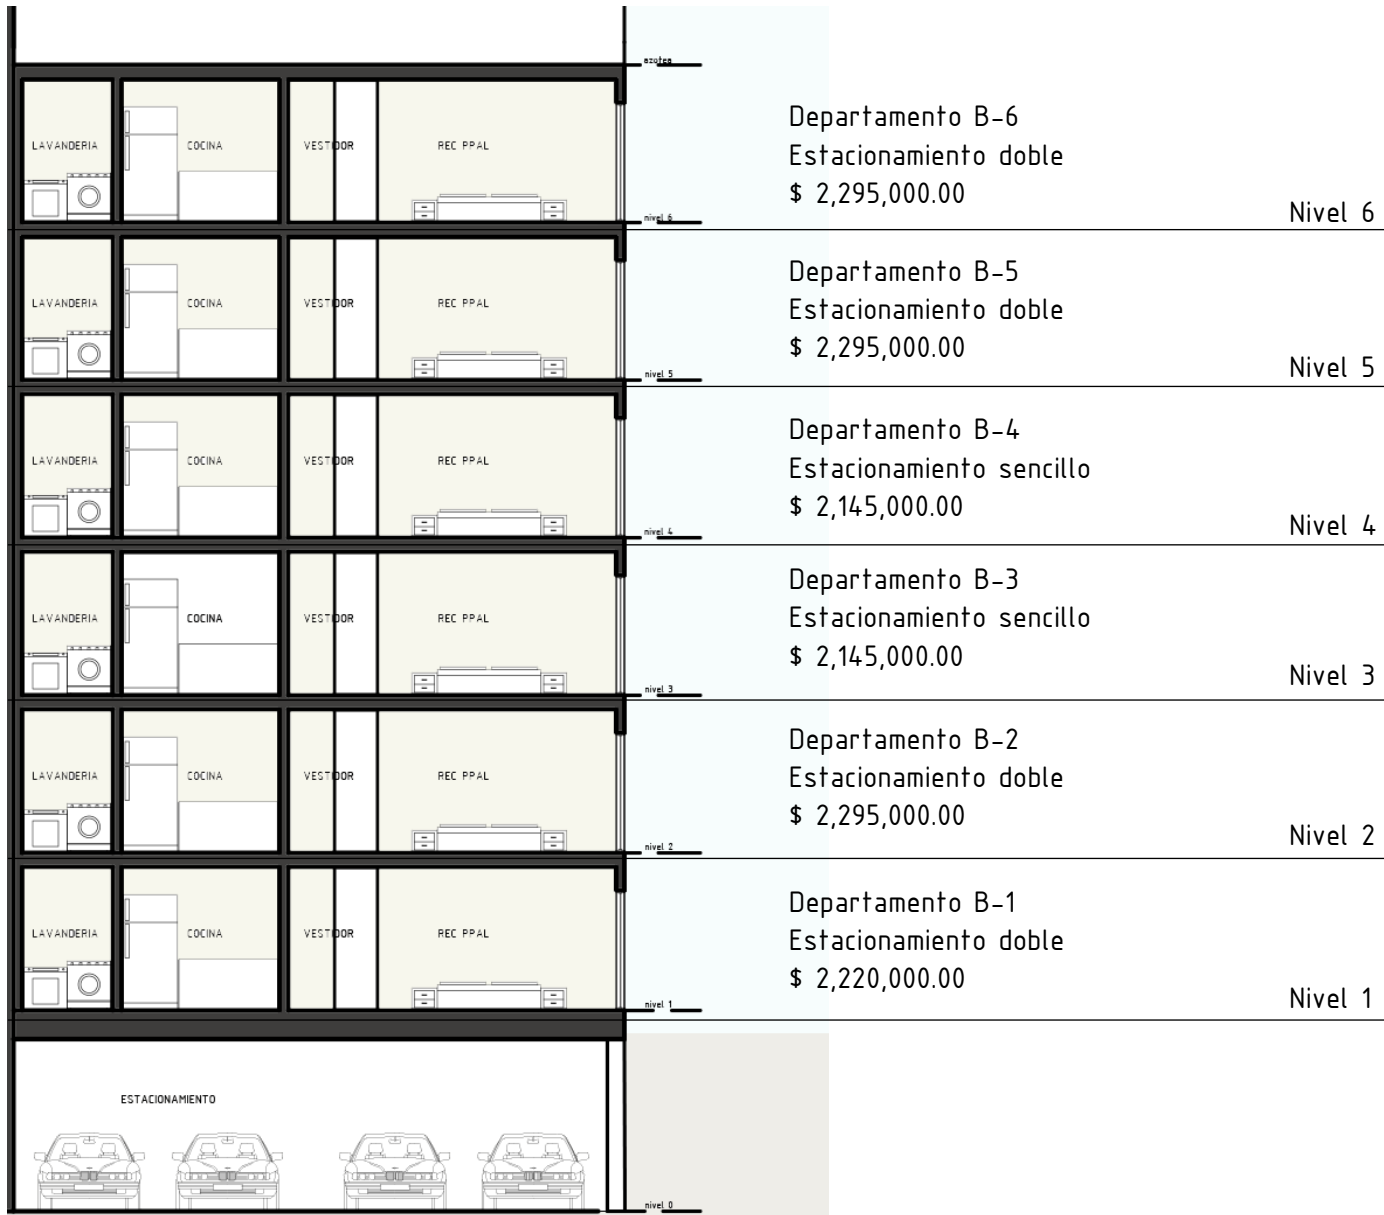 azotea
LAVANDERIA COCINA VESTIDOR REC PPAL
Departamento B-6
Estacionamiento doble
$ 2,295,000.00
nivel 6
Nivel 6
LAVANDERIA COCINA VESTIDOR REC PPAL
Departamento B-5
Estacionamiento doble
$ 2,295,000.00
nivel 5
Nivel 5
LAVANDERIA COCINA VESTIDOR REC PPAL
Departamento B-4
Estacionamiento sencillo
$ 2,145,000.00
nivel 4
Nivel 4
LAVANDERIA COCINA VESTIDOR REC PPAL
Departamento B-3
Estacionamiento sencillo
$ 2,145,000.00
nivel 3
Nivel 3
LAVANDERIA COCINA VESTIDOR REC PPAL
Departamento B-2
Estacionamiento doble
$ 2,295,000.00
nivel 2
Nivel 2
LAVANDERIA COCINA VESTIDOR REC PPAL
Departamento B-1
Estacionamiento doble
$ 2,220,000.00
nivel 1
Nivel 1
ESTACIONAMIENTO
nivel 0